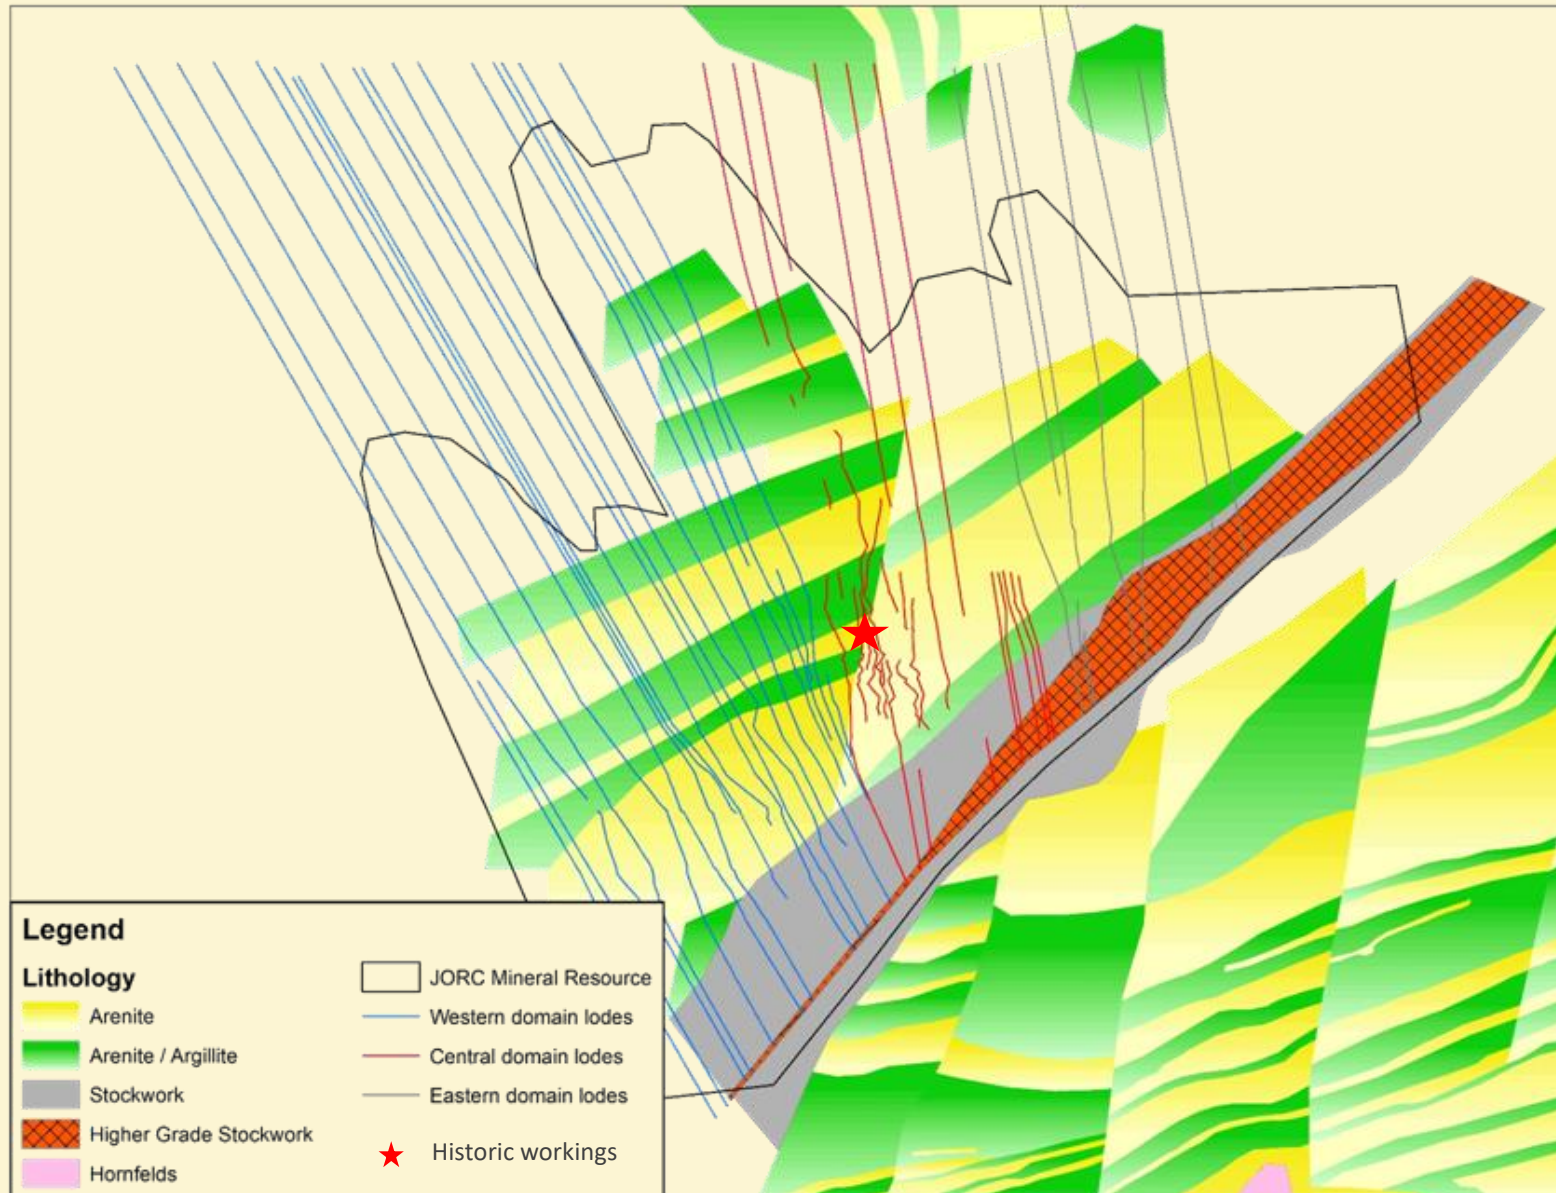 Legend
Lithology
Arenite
Arenite / Argillite
Stockwork
Higher Grade Stockwork
Hornfelds
JORC Mineral Resource
Western domain lodes
Central domain lodes
Eastern domain lodes
Historic workings